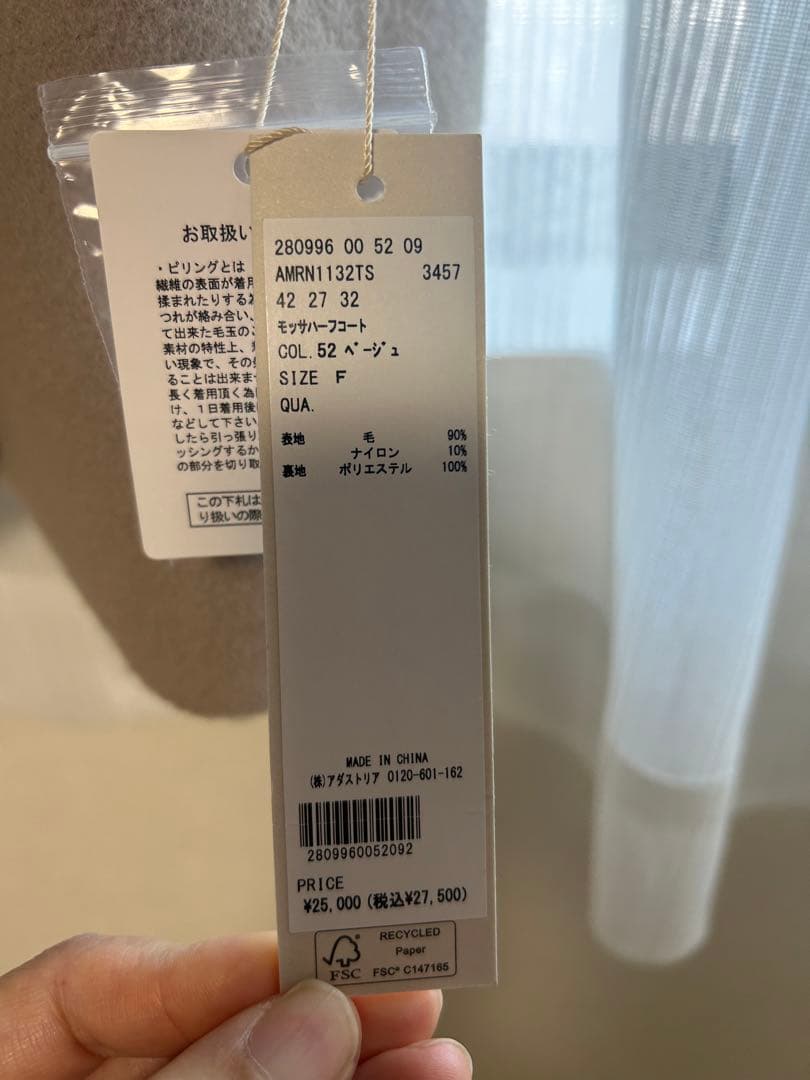 280996 00 52 09
AMRN1132TS 3457
42 27 32
モッサハーフコート
COL.52 ベージュ
SIZE F
QUA.
表地 毛 90%
ナイロン 10%
裏地 ポリエステル 100%
MADE IN CHINA
(株)アダストリア 0120-601-162
2809960052092
PRICE
¥25,000(税込¥27,500)
RECYCLED
Paper
FSC® C147165
FSC
お取扱い
・ピリングとは
繊維の表面が着用
揉まれたりする
つれが絡み合い、
て出来た毛玉のこ
素材の特性上、
い現象で、その
ることは出来ま
長く着用頂く為
け、1日着用後
などして下さい
したら引っ張り
ッシングするか
の部分を切り取
この下札は
り扱いの際